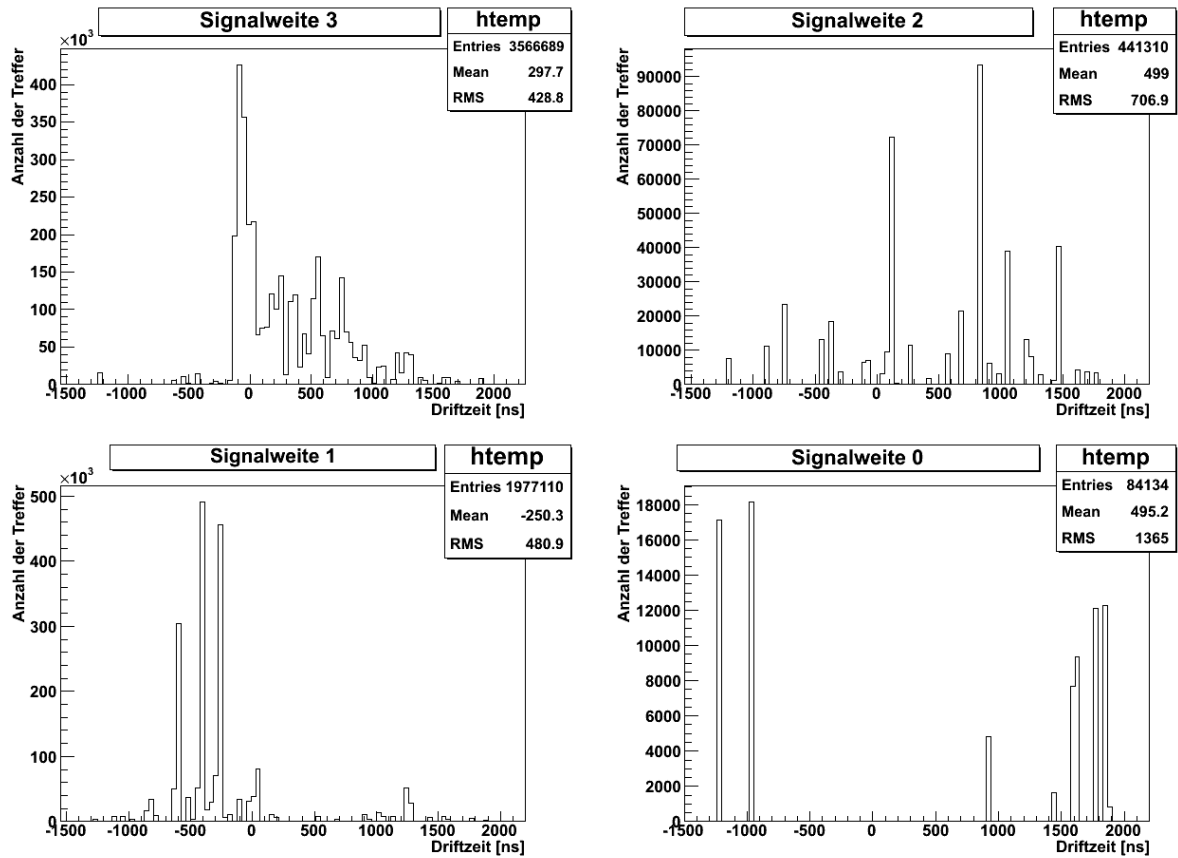 Signalweite 3
htemp
Entries 3566689
Mean 297.7
RMS 428.8
×10³
Anzahl der Treffer
400
350
300
250
200
150
100
50
0
-1500 -1000 -500 0 500 1000 1500 2000
Driftzeit [ns]
Signalweite 2
htemp
Entries 441310
Mean 499
RMS 706.9
Anzahl der Treffer
90000
80000
70000
60000
50000
40000
30000
20000
10000
0
-1500 -1000 -500 0 500 1000 1500 2000
Driftzeit [ns]
Signalweite 1
htemp
Entries 1977110
Mean -250.3
RMS 480.9
×10³
Anzahl der Treffer
500
400
300
200
100
0
-1500 -1000 -500 0 500 1000 1500 2000
Driftzeit [ns]
Signalweite 0
htemp
Entries 84134
Mean 495.2
RMS 1365
Anzahl der Treffer
18000
16000
14000
12000
10000
8000
6000
4000
2000
0
-1500 -1000 -500 0 500 1000 1500 2000
Driftzeit [ns]